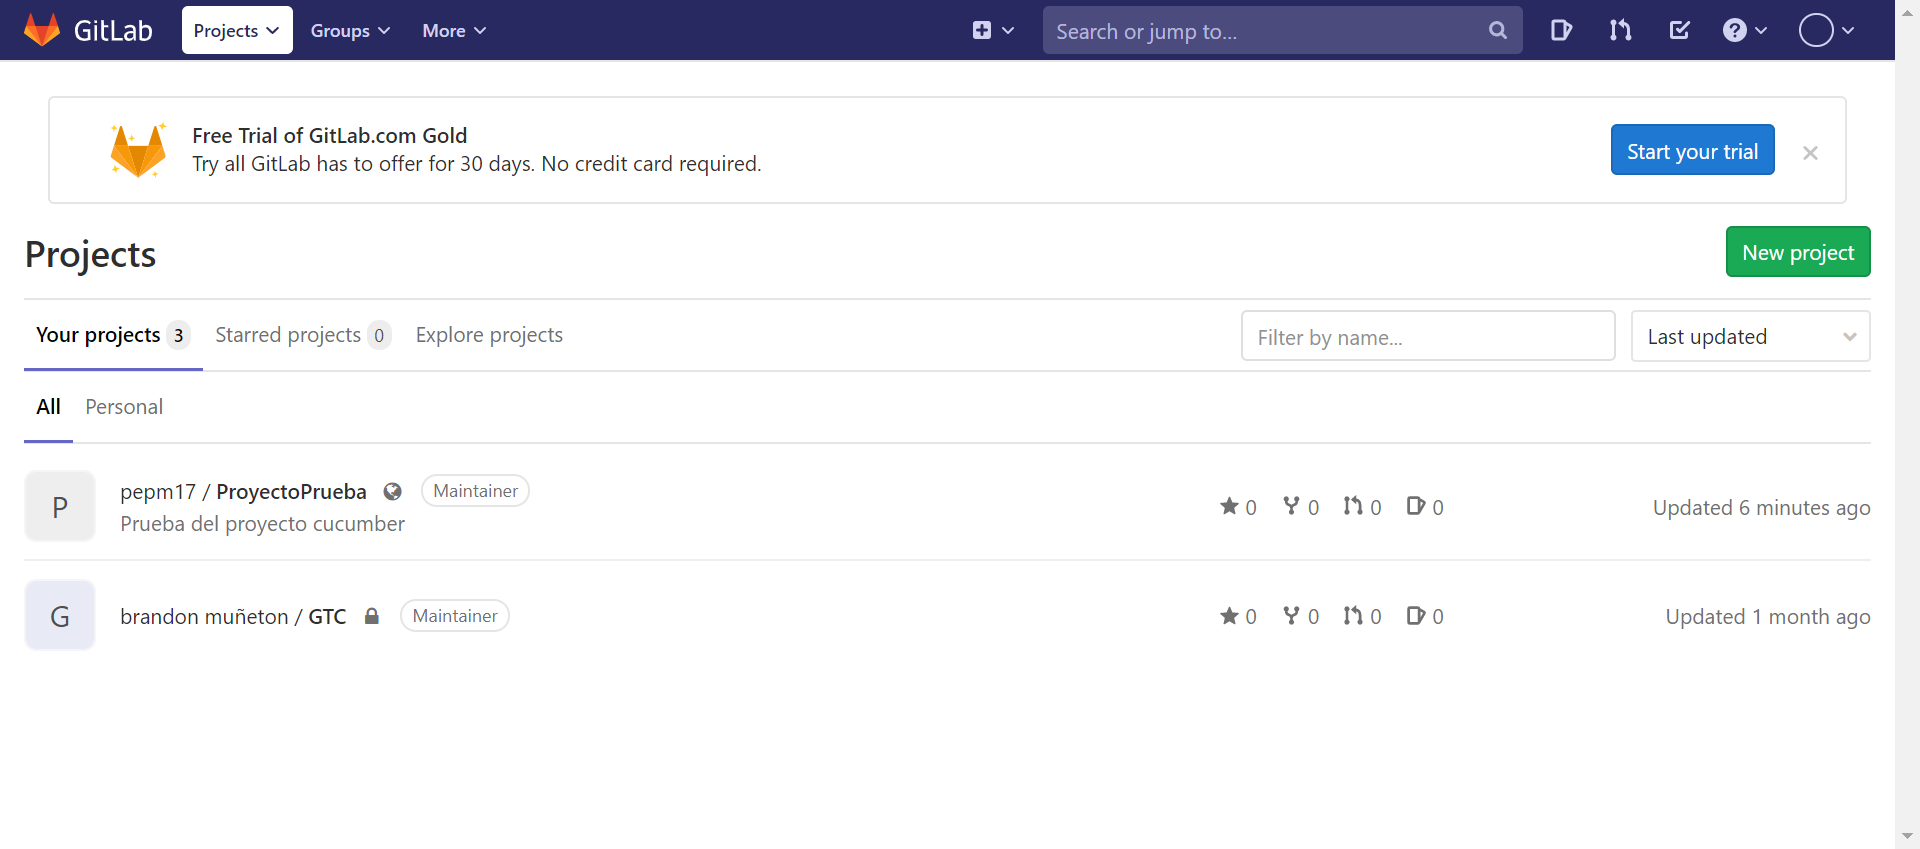 GitLab Projects Groups More Search or jump to...
Free Trial of GitLab.com Gold
Try all GitLab has to offer for 30 days. No credit card required.
Start your trial
Projects
New project
Your projects 3 Starred projects 0 Explore projects Filter by name... Last updated
All Personal
P
pepm17 / ProyectoPrueba Maintainer
Prueba del proyecto cucumber
0 0 0 0 Updated 6 minutes ago
G
brandon muñeton / GTC Maintainer
0 0 0 0 Updated 1 month ago